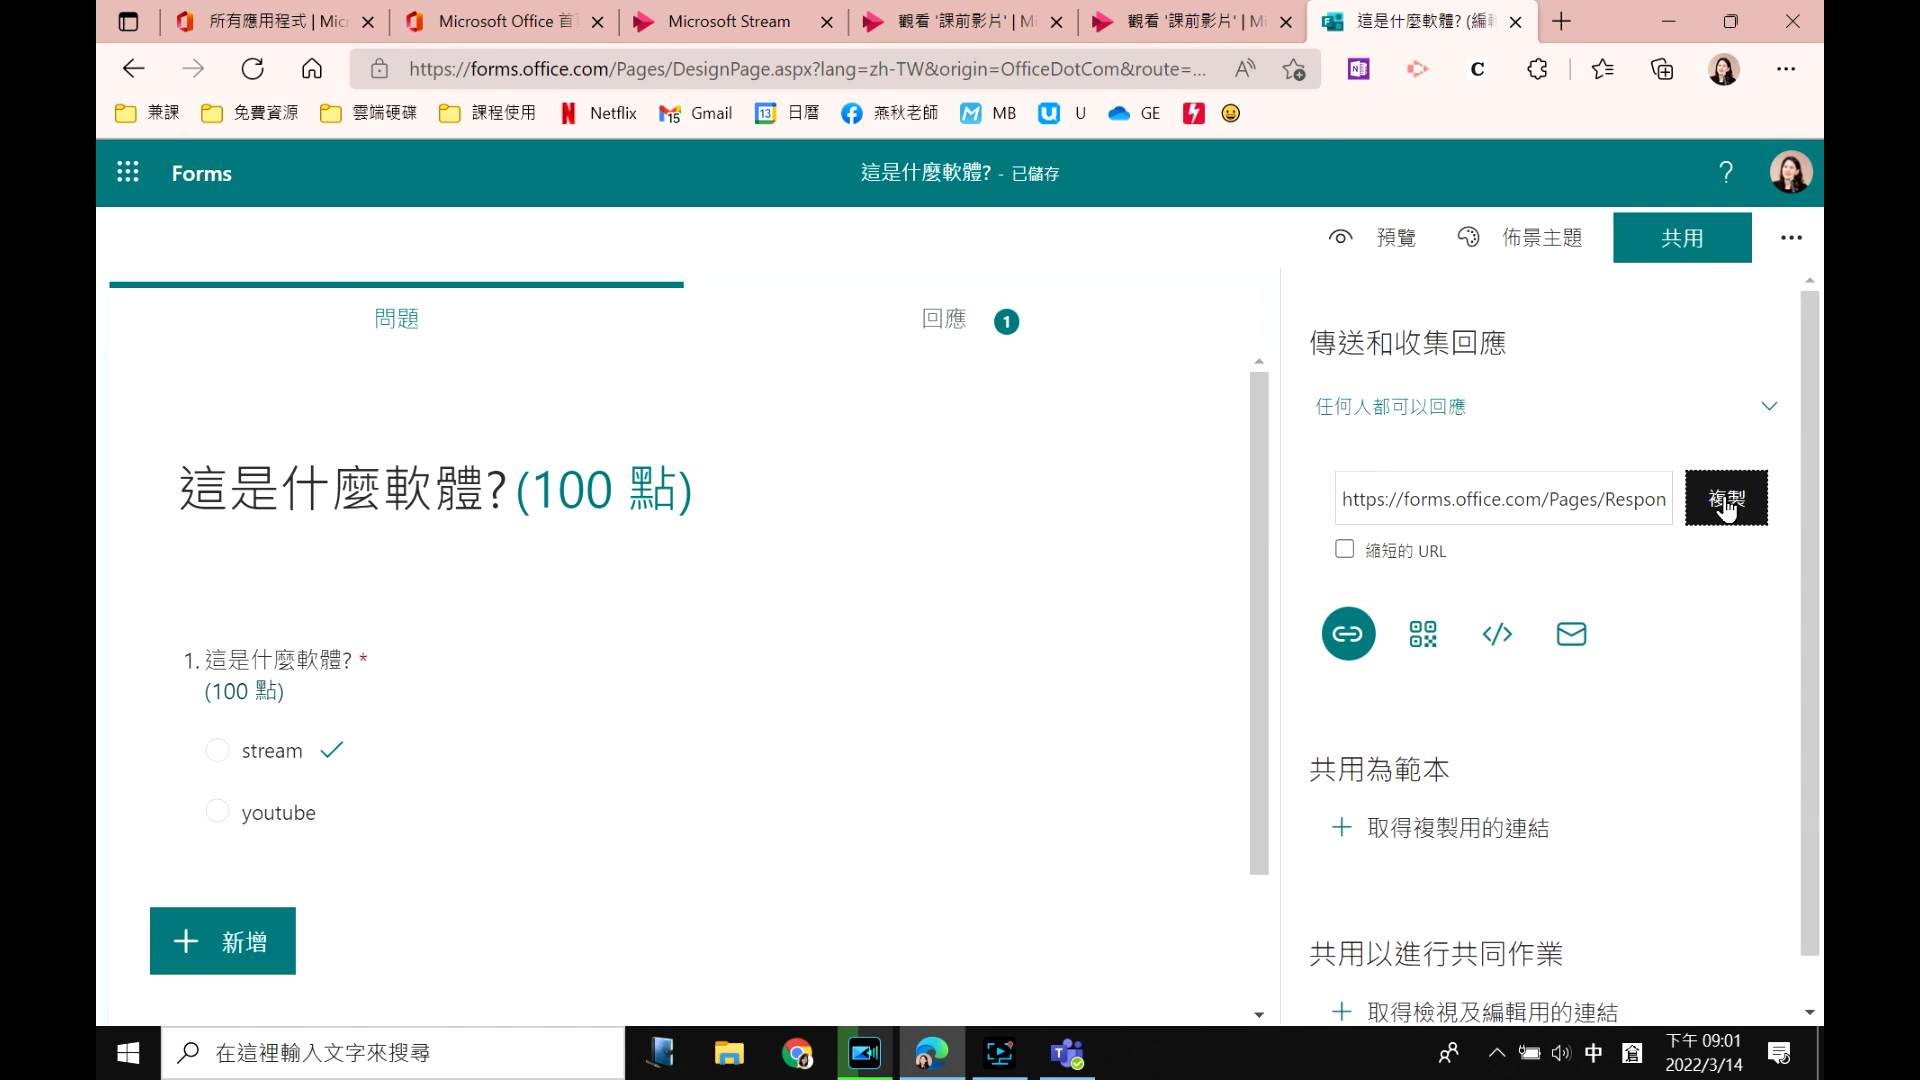 所有應用程式 | Micr
Microsoft Office 首
Microsoft Stream
觀看 '課前影片' | Mi
觀看 '課前影片' | Mi
這是什麼軟體? (編輯
https://forms.office.com/Pages/DesignPage.aspx?lang=zh-TW&origin=OfficeDotCom&route=...
兼課
免費資源
雲端硬碟
課程使用
Netflix
Gmail
日曆
燕秋老師
MB
U
GE
Forms
這是什麼軟體? - 已儲存
?
預覽
佈景主題
共用
問題
回應 1
傳送和收集回應
任何人都可以回應
這是什麼軟體? (100 點)
https://forms.office.com/Pages/Respon
複製
縮短的 URL
1. 這是什麼軟體? *
(100 點)
stream
youtube
共用為範本
取得複製用的連結
新增
共用以進行共同作業
取得檢視及編輯用的連結
在這裡輸入文字來搜尋
中
倉
下午 09:01
2022/3/14